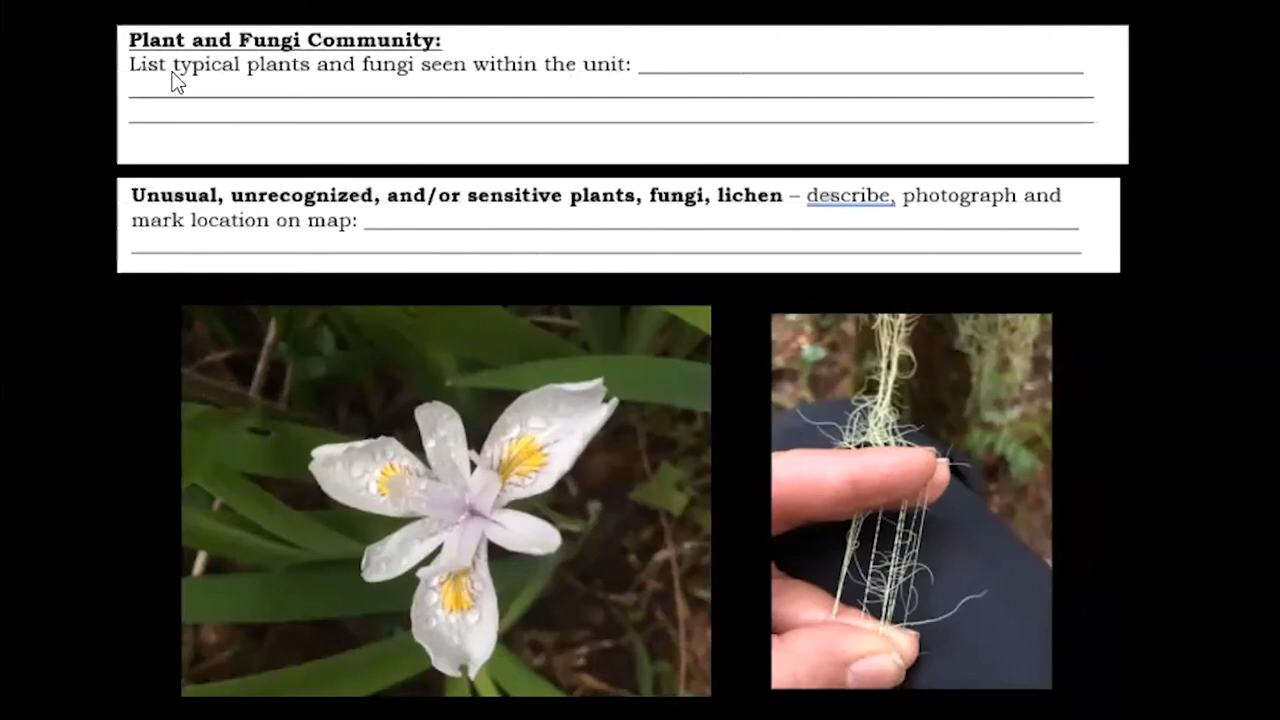 Plant and Fungi Community:
List typical plants and fungi seen within the unit:
Unusual, unrecognized, and/or sensitive plants, fungi, lichen – describe, photograph and
mark location on map: